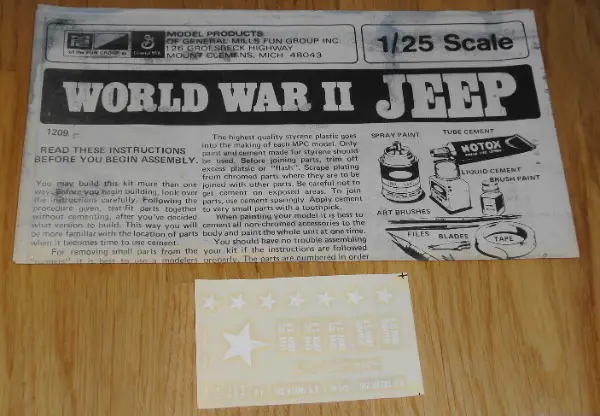 MODEL PRODUCTS
OF GENERAL MILLS FUN GROUP INC.
126 GROESBECK HIGHWAY
MOUNT CLEMENS, MICH 48043
1/25 Scale
WORLD WAR II JEEP
1209
READ THESE INSTRUCTIONS
BEFORE YOU BEGIN ASSEMBLY.
You may build this kit more than one
way. Before you begin building, look over
the instructions carefully. Following the
procedure given, test-fit parts together
without cementing, after you've decided
what version to build. This way you will
be more familiar with the location of parts
when it becomes time to use cement.
For removing small parts from the
it is best to use a modelers
The highest quality styrene plastic goes
into the making of each MPC model. Only
paint and cement made for styrene should
be used. Before joining parts, trim off
excess plastic or "flash". Scrape plating
from chromed parts where they are to be
joined with other parts. Be careful not to
get cement on exposed areas. To join
parts, use cement sparingly. Apply cement
to very small parts with a toothpick.
When painting your model it is best to
cement all non-chromed accessories to the
body and paint the whole unit at one time.
You should have no trouble assembling
your kit if the instructions are followed
properly. The parts are numbered in order
SPRAY PAINT
TUBE CEMENT
NOTOX
LIQUID CEMENT
BRUSH PAINT
ART BRUSHES
FILES
BLADES
TAPE